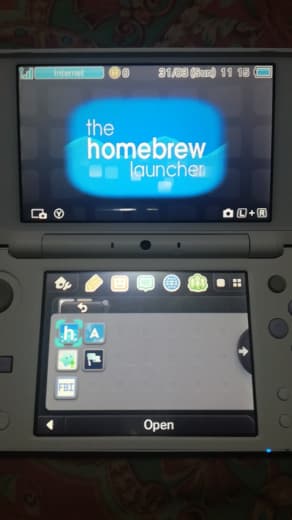 Internet 0 31/03 (Sun) 11 15
the
homebrew
launcher
Y L + R
h A
FBI
Open